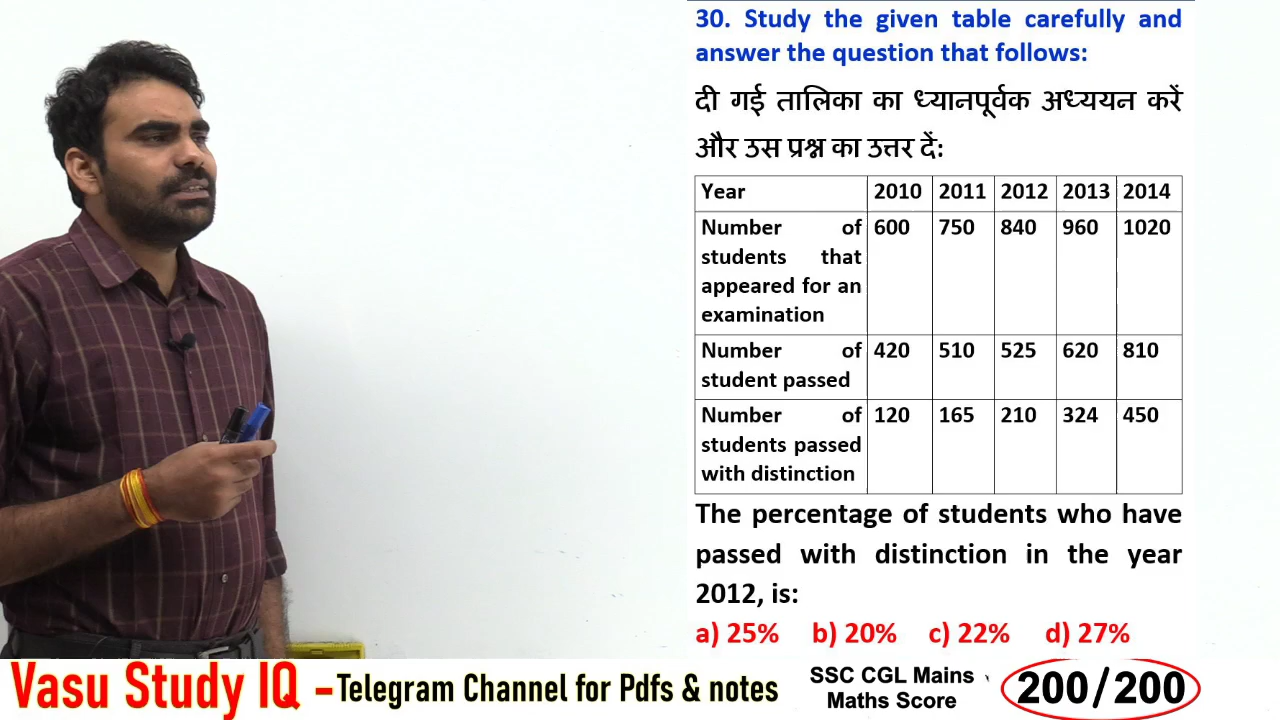 30. Study the given table carefully and
answer the question that follows:
दी गई तालिका का ध्यानपूर्वक अध्ययन करें
और उस प्रश्न का उत्तर दें:
Year 2010 2011 2012 2013 2014
Number of 600 750 840 960 1020
students that
appeared for an
examination
Number of 420 510 525 620 810
student passed
Number of 120 165 210 324 450
students passed
with distinction
The percentage of students who have
passed with distinction in the year
2012, is:
a) 25% b) 20% c) 22% d) 27%
Vasu Study IQ - Telegram Channel for Pdfs & notes
SSC CGL Mains
Maths Score
200/200